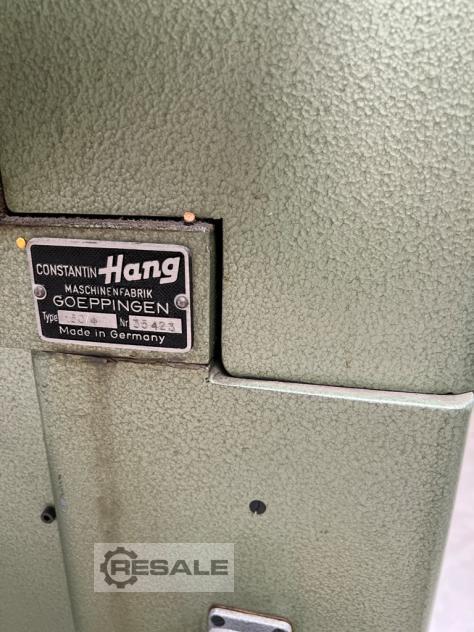 CONSTANTIN Hang
MASCHINENFABRIK
GOEPPINGEN
Type Nr 35423
Made in Germany
RESALE